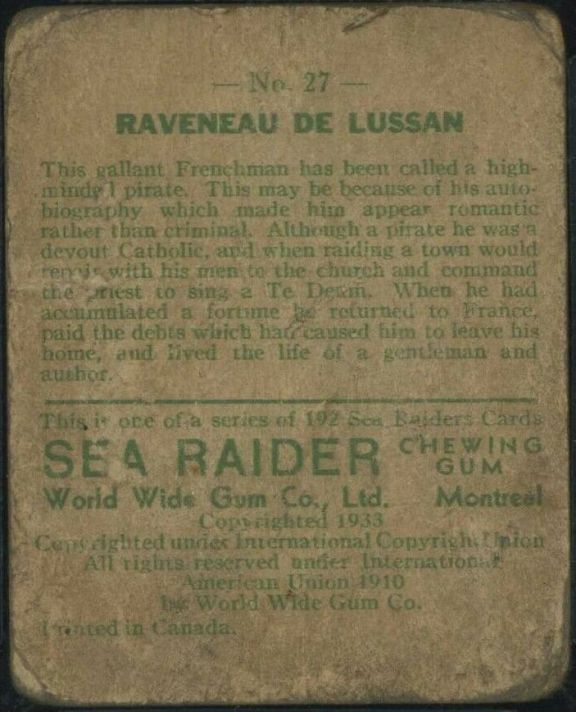 — No. 27 —
RAVENEAU DE LUSSAN
This gallant Frenchman has been called a high-
minded pirate. This may be because of his auto-
biography which made him appear romantic
rather than criminal. Although a pirate he was a
devout Catholic, and when raiding a town would
repair with his men to the church and command
the priest to sing a Te Deum. When he had
accumulated a fortune he returned to France,
paid the debts which had caused him to leave his
home, and lived the life of a gentleman and
author.
This is one of a series of 192 Sea Raiders Cards
SEA RAIDER CHEWING GUM
World Wide Gum Co., Ltd. Montreal
Copyrighted 1933
Copyrighted under International Copyright Union
All rights reserved under International
American Union 1910
by World Wide Gum Co.
Printed in Canada.